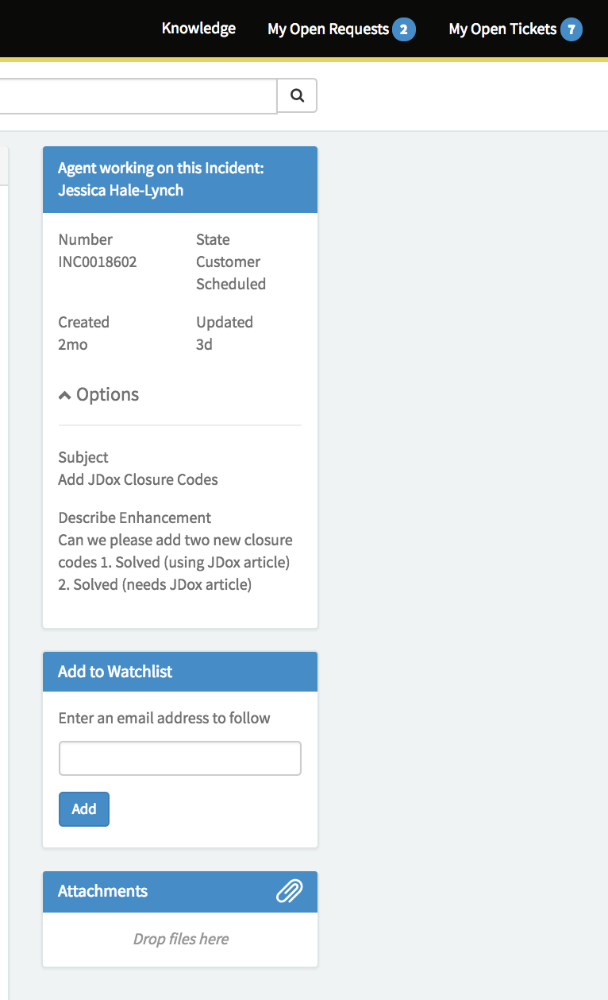 Knowledge My Open Requests 2 My Open Tickets 7
Agent working on this Incident:
Jessica Hale-Lynch
Number
INC0018602
State
Customer
Scheduled
Created
2mo
Updated
3d
Options
Subject
Add JDox Closure Codes
Describe Enhancement
Can we please add two new closure
codes 1. Solved (using JDox article)
2. Solved (needs JDox article)
Add to Watchlist
Enter an email address to follow
Add
Attachments
Drop files here